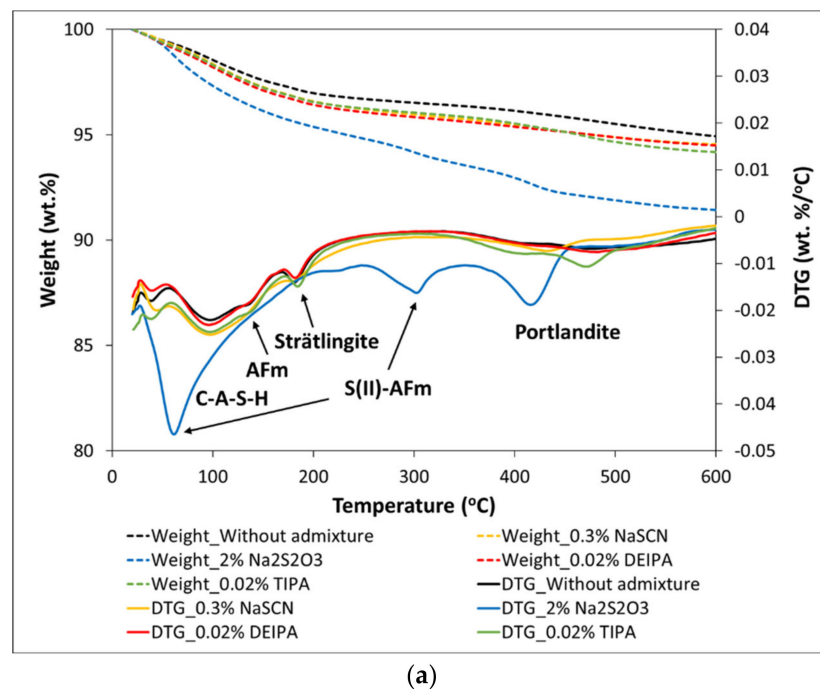 100
95
90
85
80
Weight (wt.%)
0.04
0.03
0.02
0.01
0
-0.01
-0.02
-0.03
-0.04
-0.05
DTG (wt. %/°C)
Strätlingite
Portlandite
AFm
C-A-S-H
S(II)-AFm
0 100 200 300 400 500 600
Temperature (°C)
Weight_Without admixture Weight_0.3% NaSCN
Weight_2% Na2S2O3 Weight_0.02% DEIPA
Weight_0.02% TIPA DTG_Without admixture
DTG_0.3% NaSCN DTG_2% Na2S2O3
DTG_0.02% DEIPA DTG_0.02% TIPA
(a)